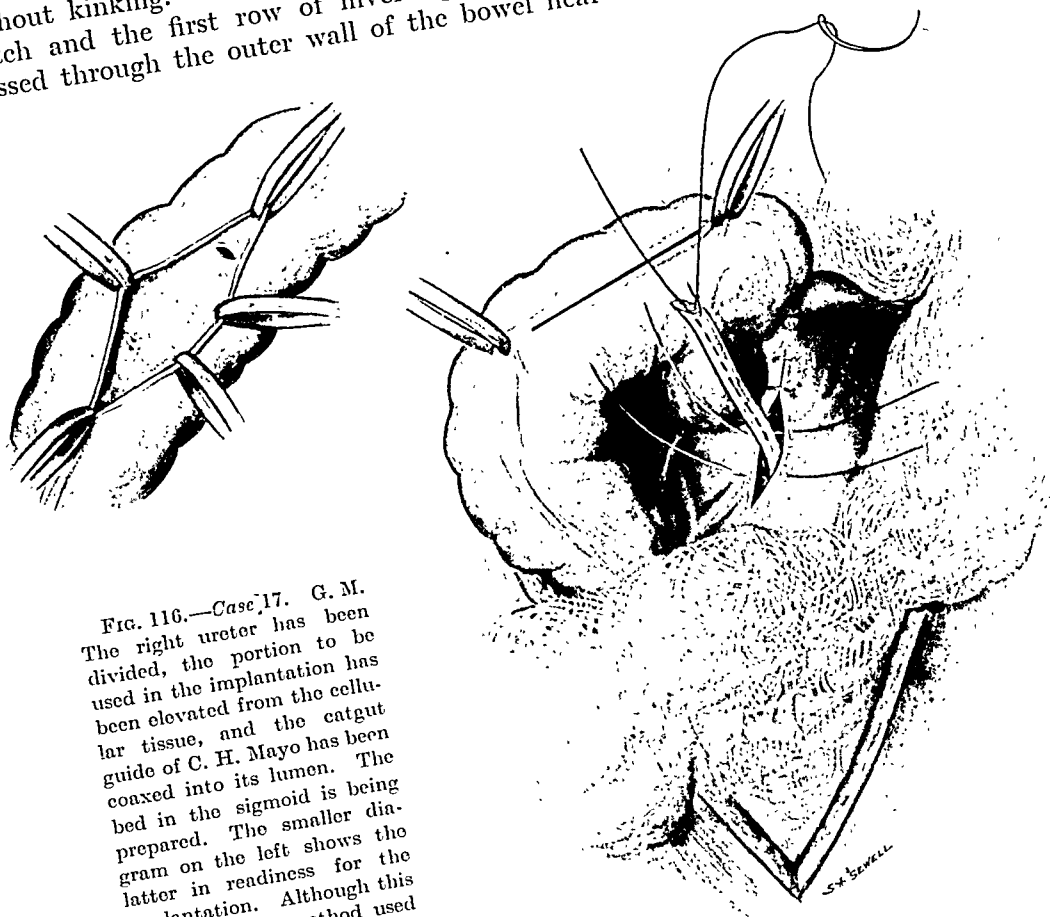 without kinking.
and the first row of
through the outer wall of the bowel near
FIG. 116.—Case 17. G. M.
The right ureter has been
divided, the portion to be
used in the implantation has
been elevated from the cellu-
lar tissue, and the catgut
guide of C. H. Mayo has been
coaxed into its lumen. The
bed in the sigmoid is being
prepared. The smaller dia-
gram on the left shows the
latter in readiness for the
Although this
used
SEWELL